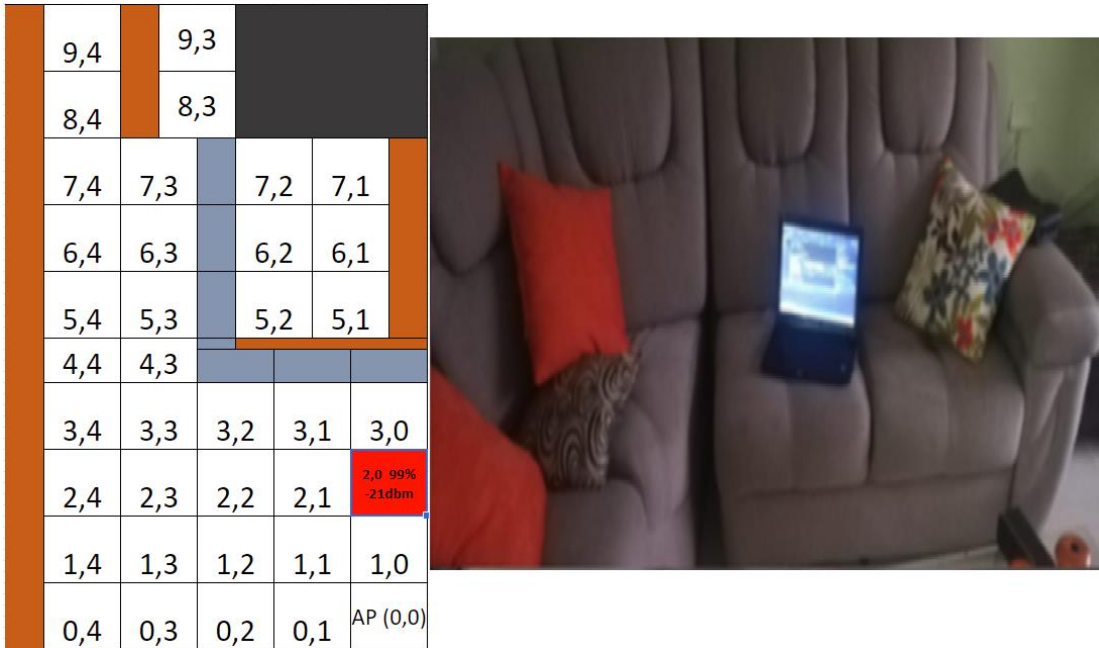 9,4 9,3
8,4 8,3
7,4 7,3 7,2 7,1
6,4 6,3 6,2 6,1
5,4 5,3 5,2 5,1
4,4 4,3
3,4 3,3 3,2 3,1 3,0
2,4 2,3 2,2 2,1 2,0 99%
-21dbm
1,4 1,3 1,2 1,1 1,0
0,4 0,3 0,2 0,1 AP (0,0)